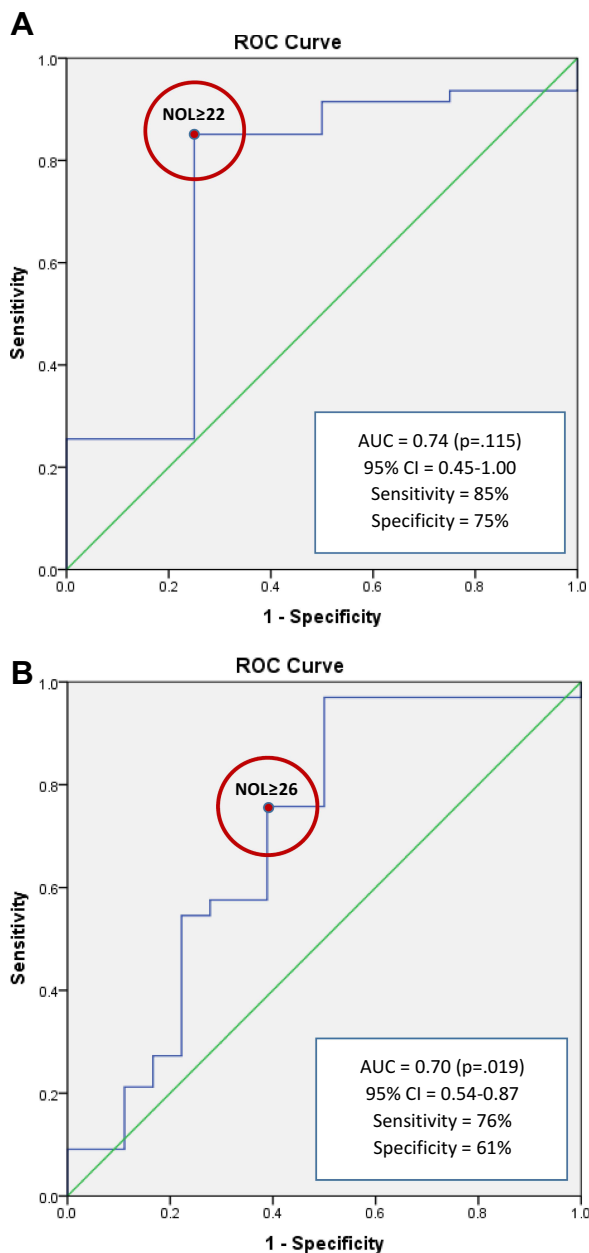 A
ROC Curve
1.0
0.8
0.6
0.4
0.2
0.0
Sensitivity
NOL≥22
AUC = 0.74 (p=.115)
95% CI = 0.45-1.00
Sensitivity = 85%
Specificity = 75%
0.0 0.2 0.4 0.6 0.8 1.0
1 - Specificity
B
ROC Curve
1.0
0.8
0.6
0.4
0.2
0.0
Sensitivity
NOL≥26
AUC = 0.70 (p=.019)
95% CI = 0.54-0.87
Sensitivity = 76%
Specificity = 61%
0.0 0.2 0.4 0.6 0.8 1.0
1 - Specificity